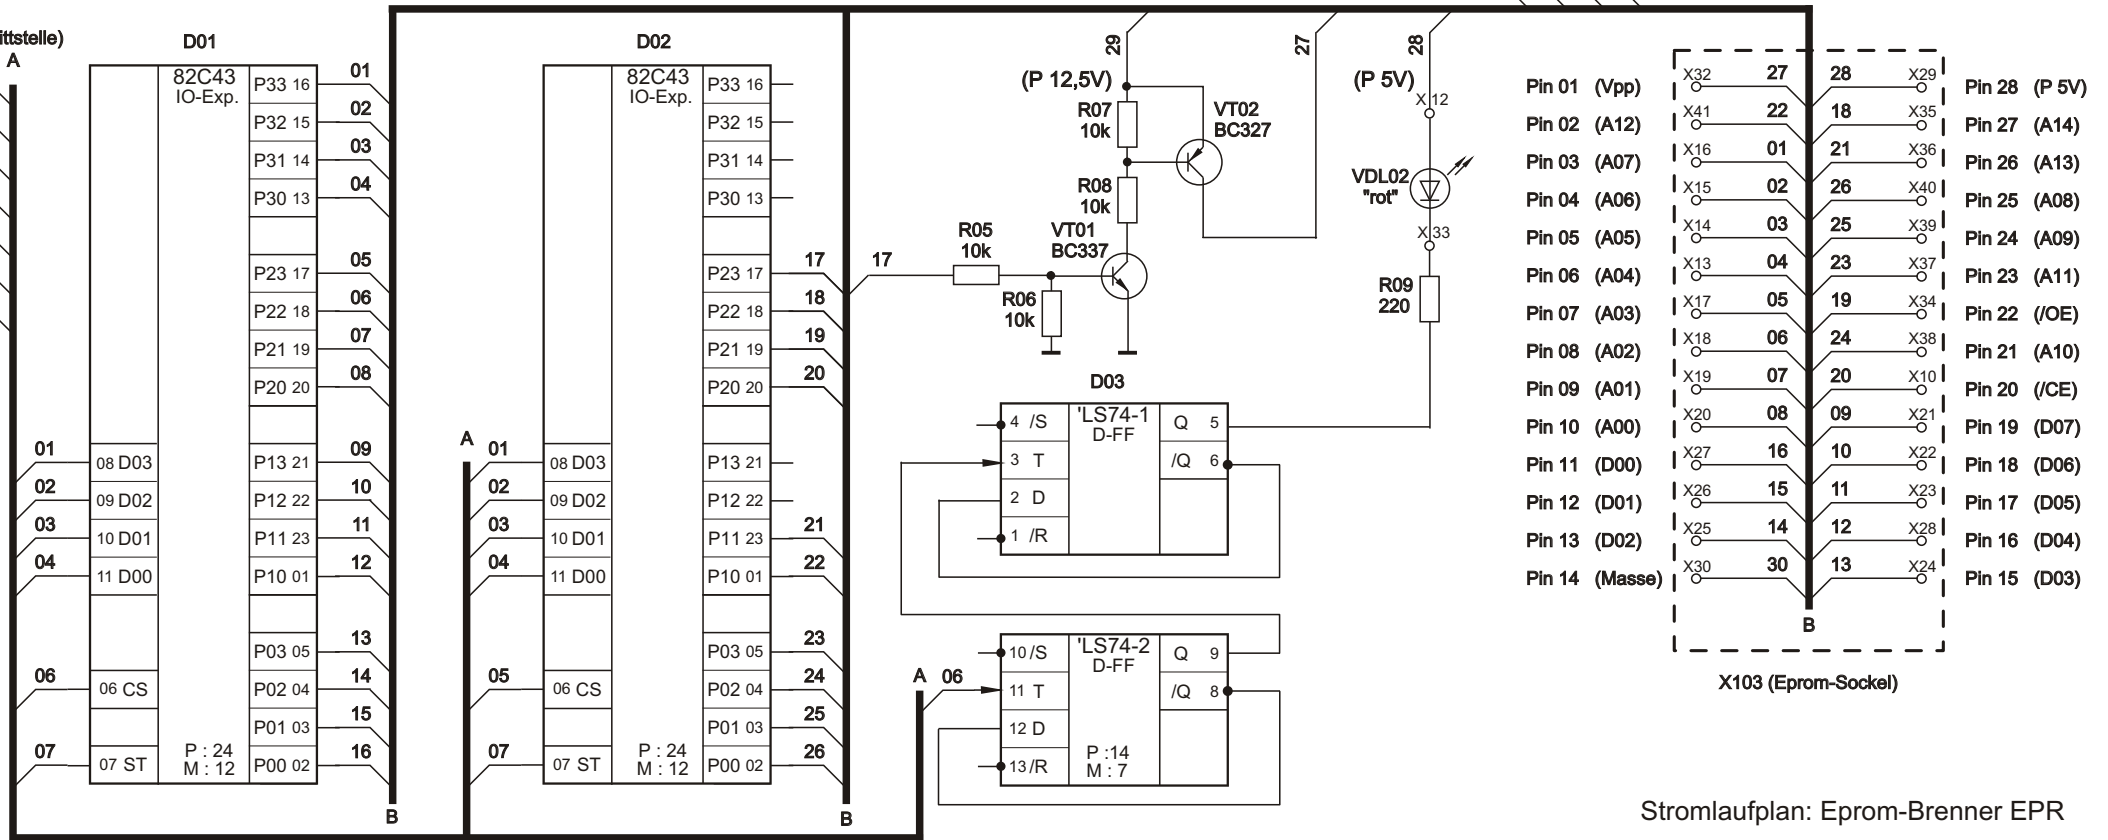 ittstelle)
A
D01
82C43
IO-Exp.
P33 16
P32 15
P31 14
P30 13
P23 17
P22 18
P21 19
P20 20
P13 21
P12 22
P11 23
P10 01
P03 05
P02 04
P01 03
P00 02
01
02
03
04
05
06
07
08
09
10
11
12
13
14
15
16
B
01
02
03
04
06
07
08 D03
09 D02
10 D01
11 D00
06 CS
07 ST
P : 24
M : 12
D02
82C43
IO-Exp.
P33 16
P32 15
P31 14
P30 13
P23 17
P22 18
P21 19
P20 20
P13 21
P12 22
P11 23
P10 01
P03 05
P02 04
P01 03
P00 02
17
18
19
20
21
22
23
24
25
26
B
A
01
02
03
04
05
07
08 D03
09 D02
10 D01
11 D00
06 CS
07 ST
P : 24
M : 12
17
R05
10k
R06
10k
VT01
BC337
R07
10k
R08
10k
(P 12,5V)
29
VT02
BC327
27
28
(P 5V)
X 12
VDL02
"rot"
X 33
R09
220
D03
'LS74-1
D-FF
4 /S
3 T
2 D
1 /R
Q 5
/Q 6
A 06
'LS74-2
D-FF
10 /S
11 T
12 D
13 /R
Q 9
/Q 8
P :14
M : 7
Pin 01 (Vpp) X32 27 28 X29 Pin 28 (P 5V)
Pin 02 (A12) X41 22 18 X35 Pin 27 (A14)
Pin 03 (A07) X16 01 21 X36 Pin 26 (A13)
Pin 04 (A06) X15 02 26 X40 Pin 25 (A08)
Pin 05 (A05) X14 03 25 X39 Pin 24 (A09)
Pin 06 (A04) X13 04 23 X37 Pin 23 (A11)
Pin 07 (A03) X17 05 19 X34 Pin 22 (/OE)
Pin 08 (A02) X18 06 24 X38 Pin 21 (A10)
Pin 09 (A01) X19 07 20 X10 Pin 20 (/CE)
Pin 10 (A00) X20 08 09 X21 Pin 19 (D07)
Pin 11 (D00) X27 16 10 X22 Pin 18 (D06)
Pin 12 (D01) X26 15 11 X23 Pin 17 (D05)
Pin 13 (D02) X25 14 12 X28 Pin 16 (D04)
Pin 14 (Masse) X30 30 13 X24 Pin 15 (D03)
B
X103 (Eprom-Sockel)
Stromlaufplan: Eprom-Brenner EPR